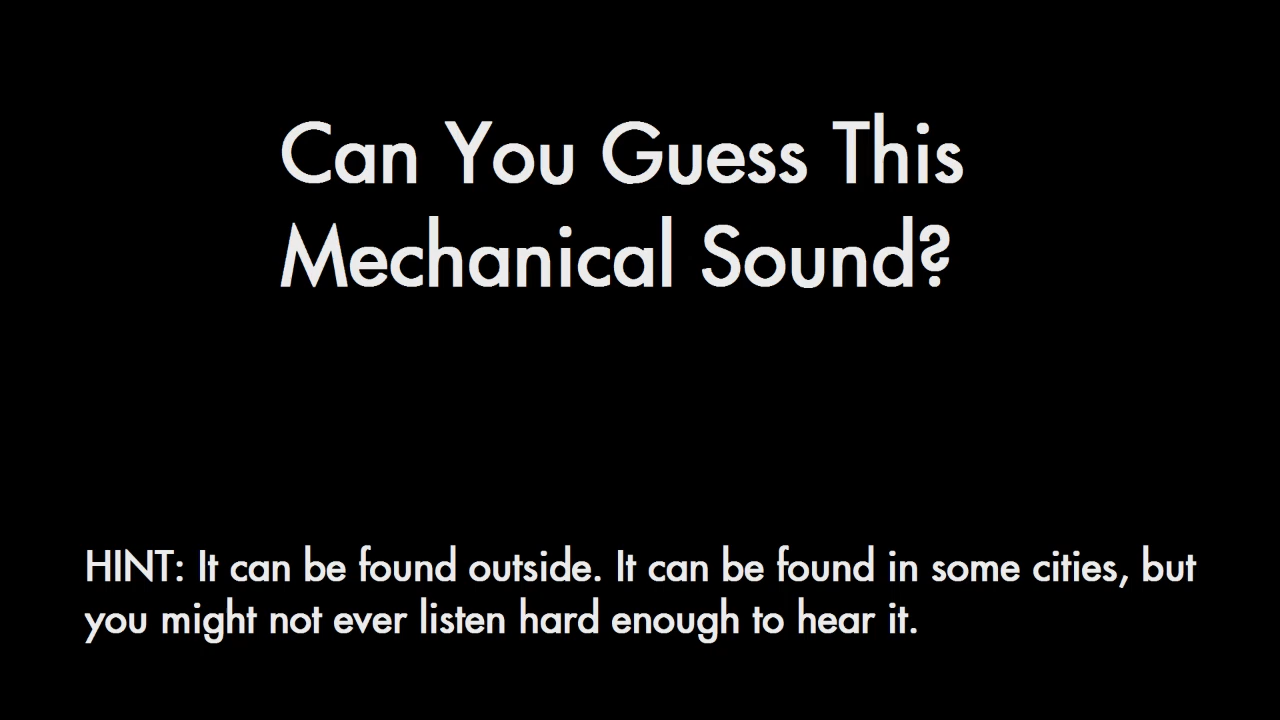 Can You Guess This
Mechanical Sound?
HINT: It can be found outside. It can be found in some cities, but
you might not ever listen hard enough to hear it.